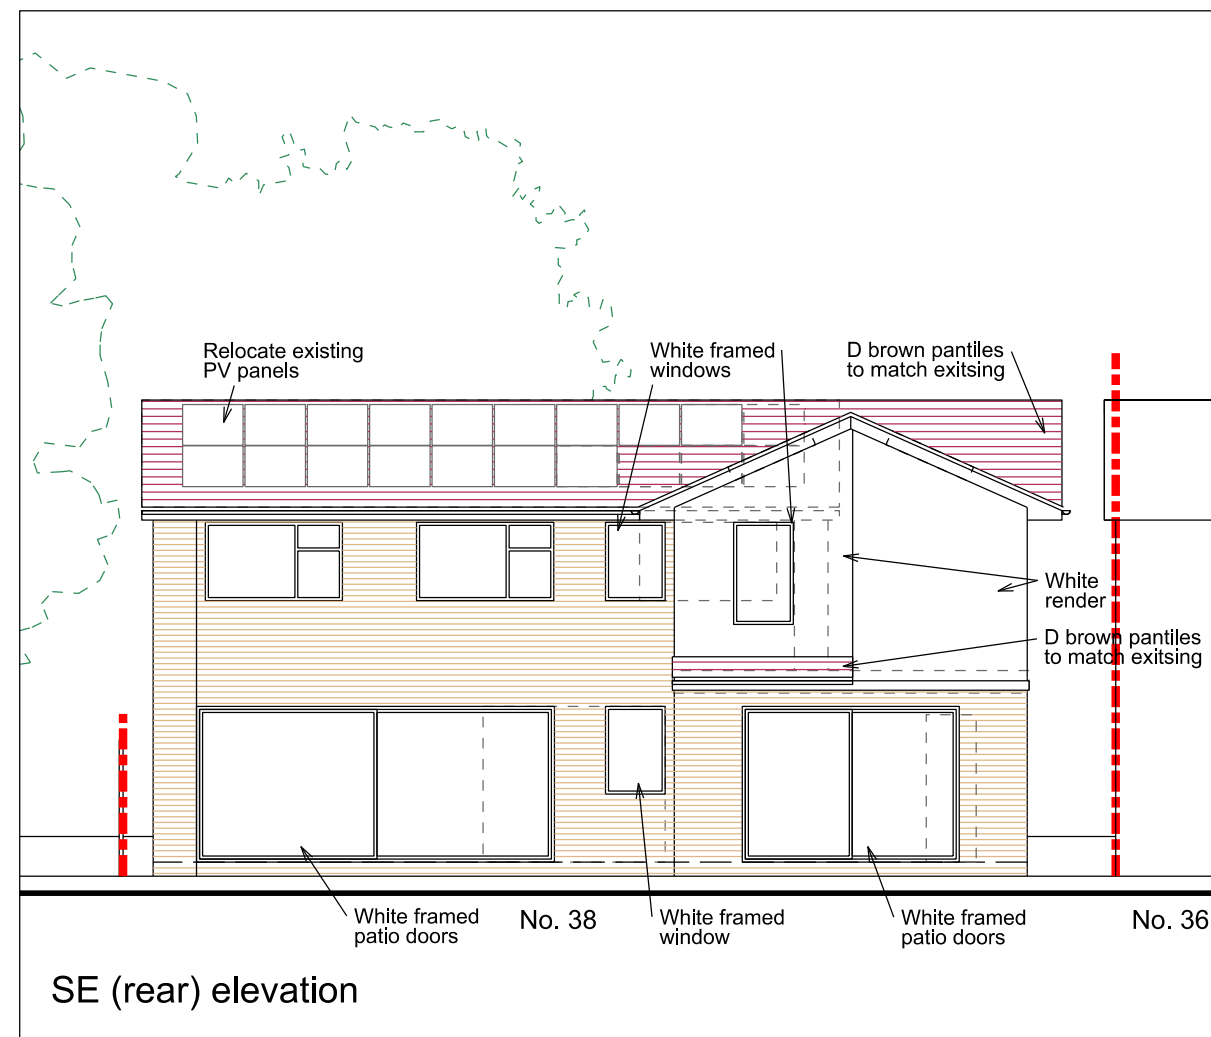 Relocate existing
PV panels
White framed
windows
D brown pantiles
to match exitsing
White
render
D brown pantiles
to match exitsing
White framed
patio doors
No. 38
White framed
window
White framed
patio doors
No. 36
SE (rear) elevation